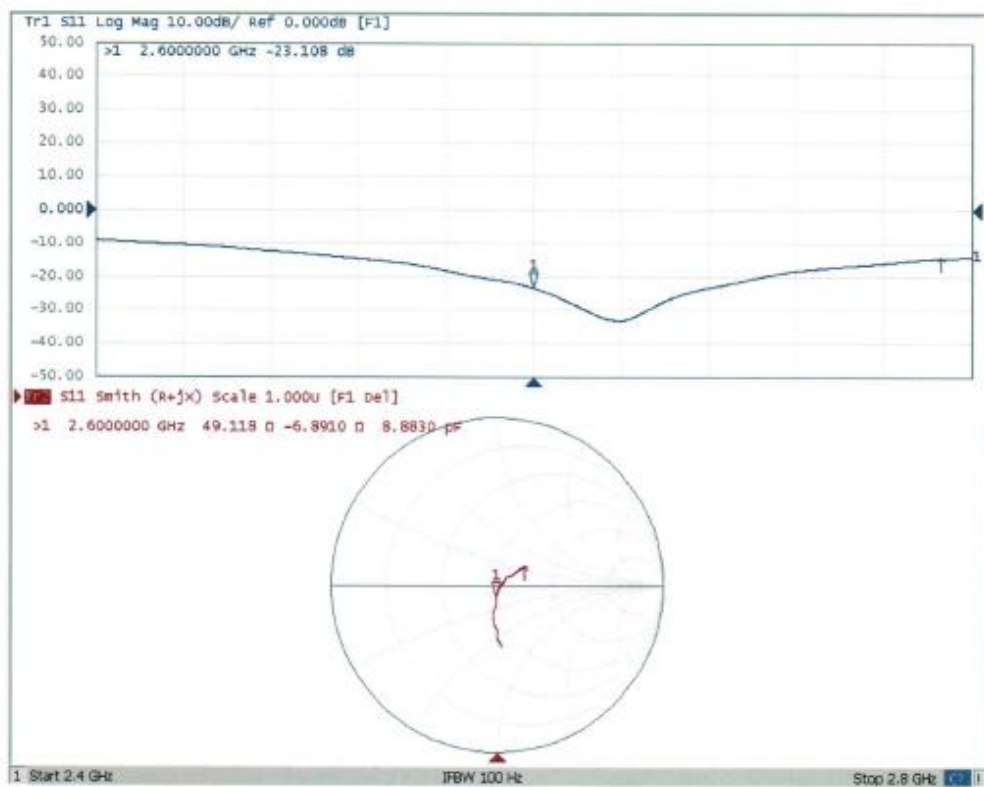 Tr1 S11 Log Mag 10.00dB/ Ref 0.000dB [F1]
>1 2.6000000 GHz -23.108 dB
50.00
40.00
30.00
20.00
10.00
0.000
-10.00
-20.00
-30.00
-40.00
-50.00
1
1
S11 Smith (R+jX) Scale 1.000U [F1 Del]
>1 2.6000000 GHz 49.118 Ω -6.8910 Ω 8.8830 pF
1
1 Start 2.4 GHz IFBW 100 Hz Stop 2.8 GHz